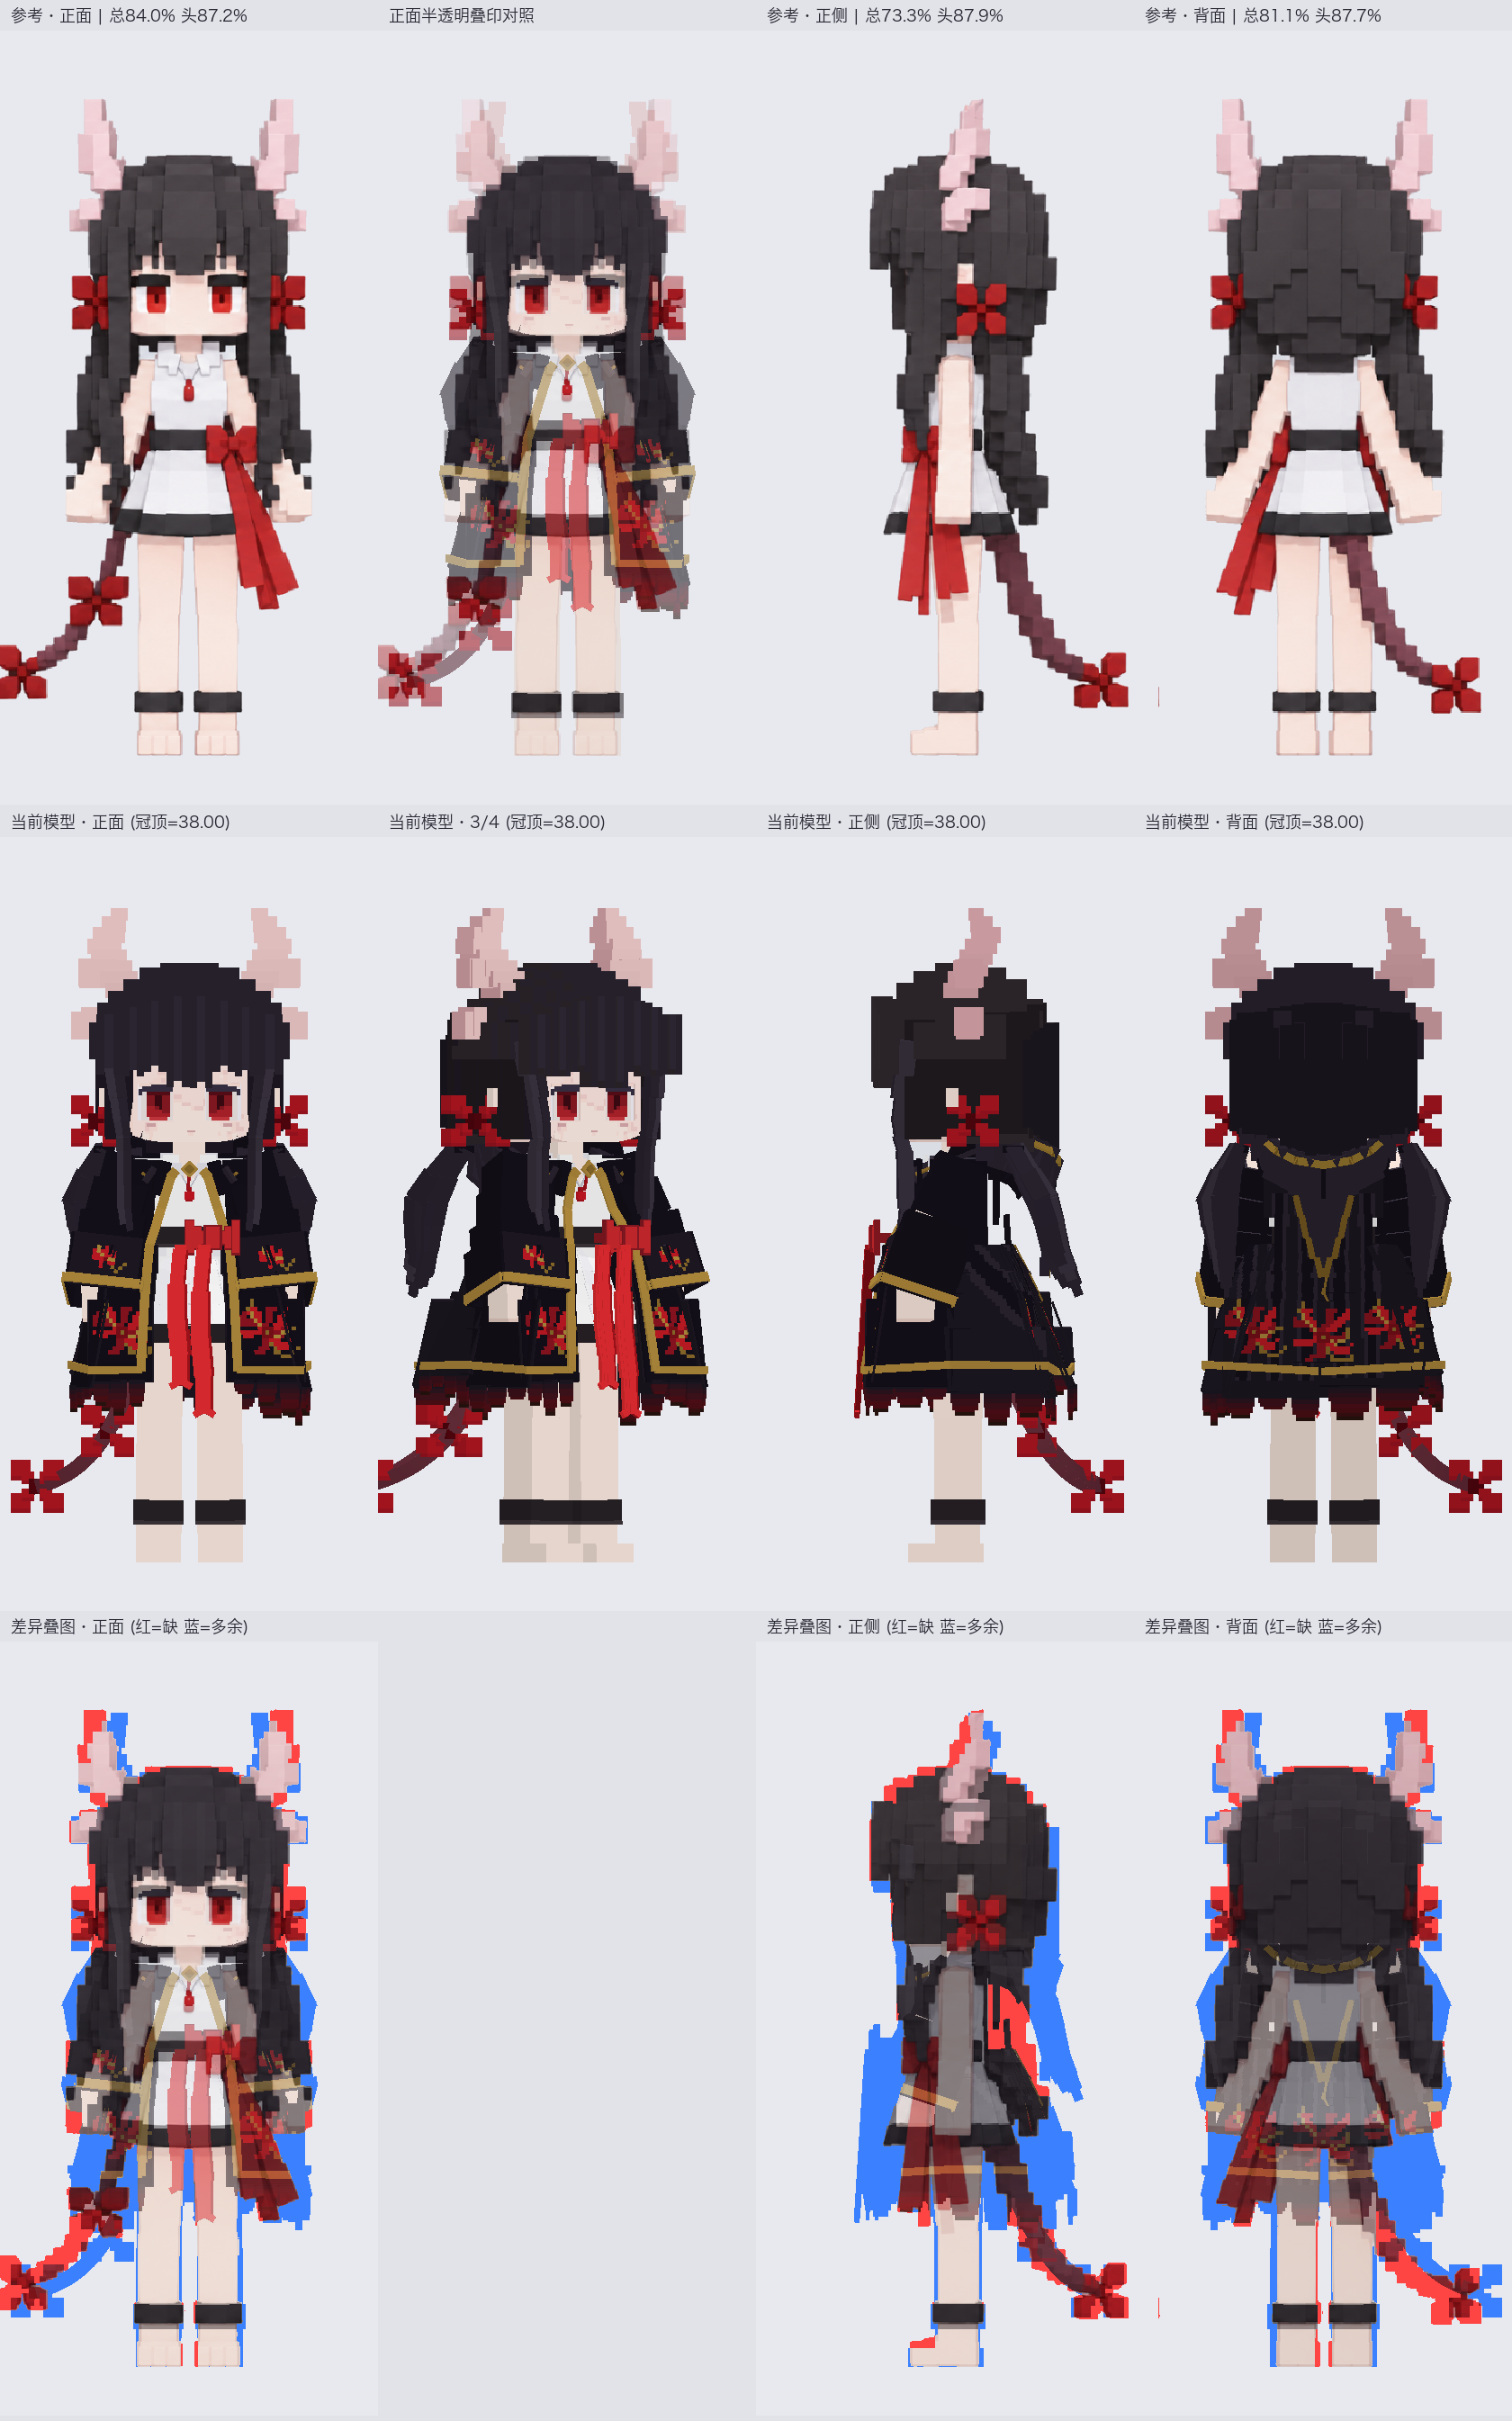 参考·正面 | 总84.0% 头87.2%
正面半透明叠印对照
参考·正侧 | 总73.3% 头87.9%
参考·背面 | 总81.1% 头87.7%
当前模型·正面 (冠顶=38.00)
当前模型·3/4 (冠顶=38.00)
当前模型·正侧 (冠顶=38.00)
当前模型·背面 (冠顶=38.00)
差异叠图·正面 (红=缺 蓝=多余)
差异叠图·正侧 (红=缺 蓝=多余)
差异叠图·背面 (红=缺 蓝=多余)